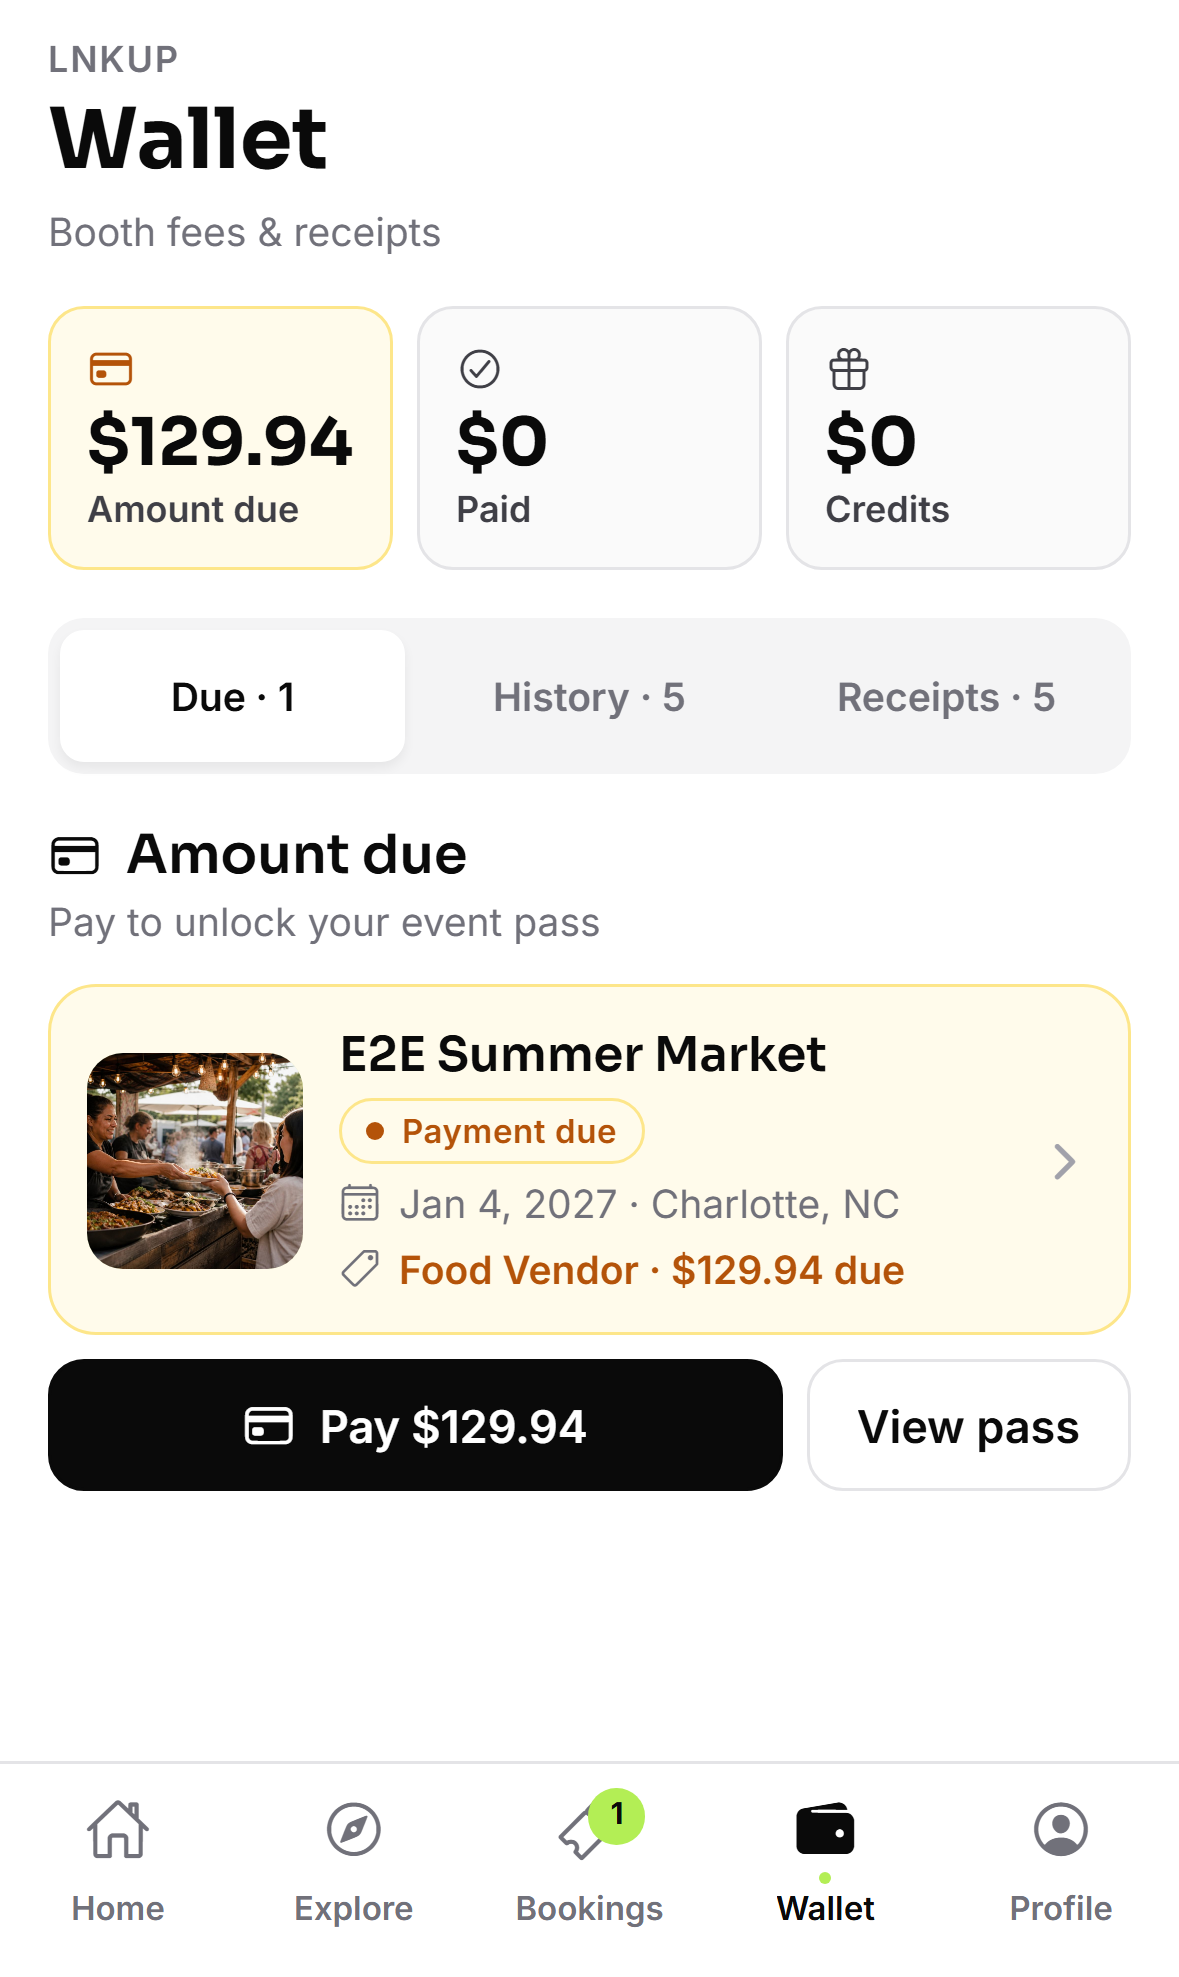 LNKUP
Wallet
Booth fees & receipts
$129.94
Amount due
$0
Paid
$0
Credits
Due · 1
History · 5
Receipts · 5
Amount due
Pay to unlock your event pass
E2E Summer Market
Payment due
Jan 4, 2027 · Charlotte, NC
Food Vendor · $129.94 due
Pay $129.94
View pass
1
Home
Explore
Bookings
Wallet
Profile